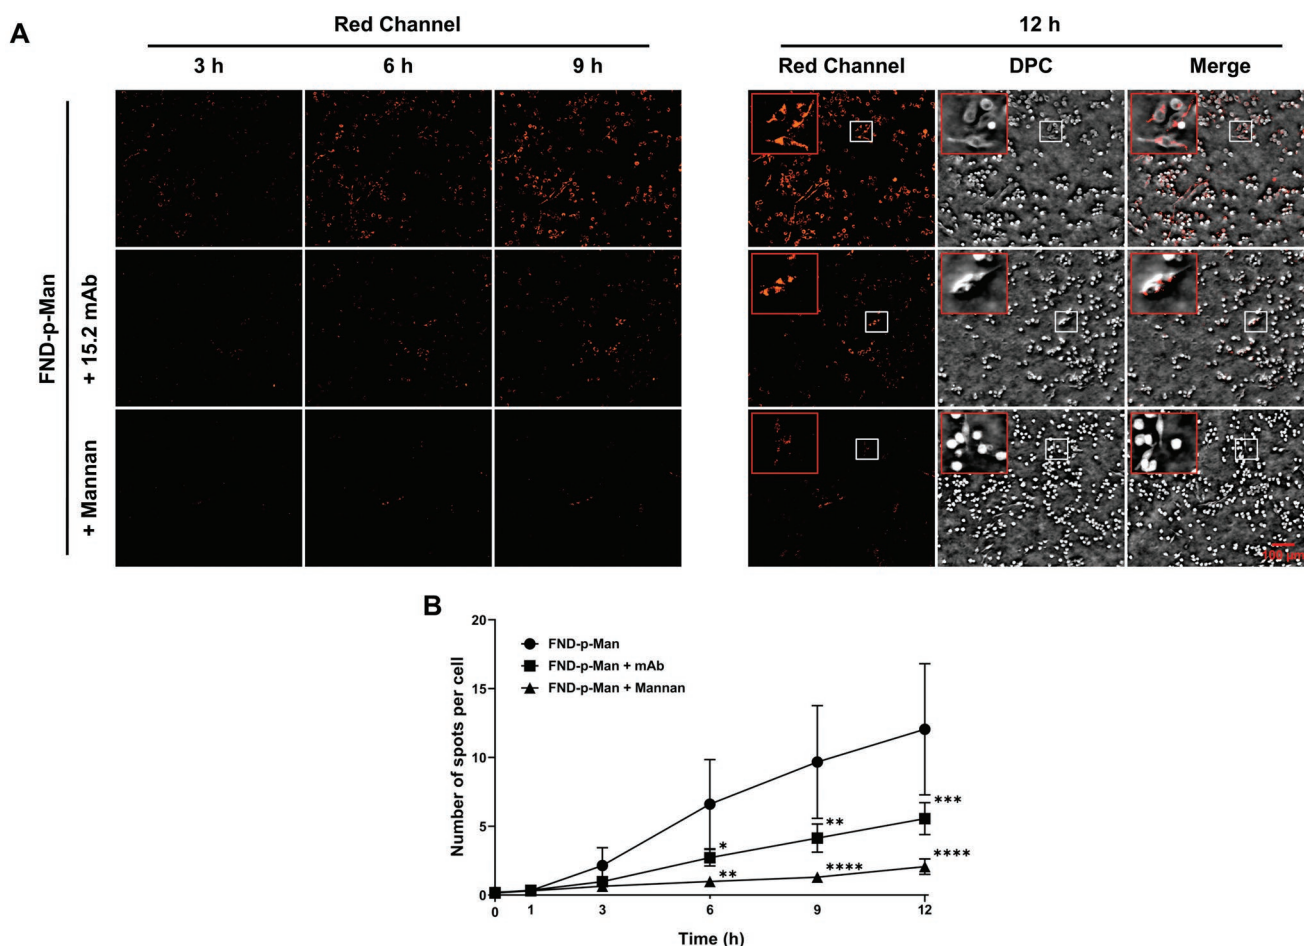 A
Red Channel
12 h
3 h
6 h
9 h
Red Channel
DPC
Merge
FND-p-Man
+ 15.2 mAb
+ Mannan
100 µm
B
20
15
10
5
0
Number of spots per cell
FND-p-Man
FND-p-Man + mAb
FND-p-Man + Mannan
*
**
**
****
***
****
0
1
3
6
9
12
Time (h)